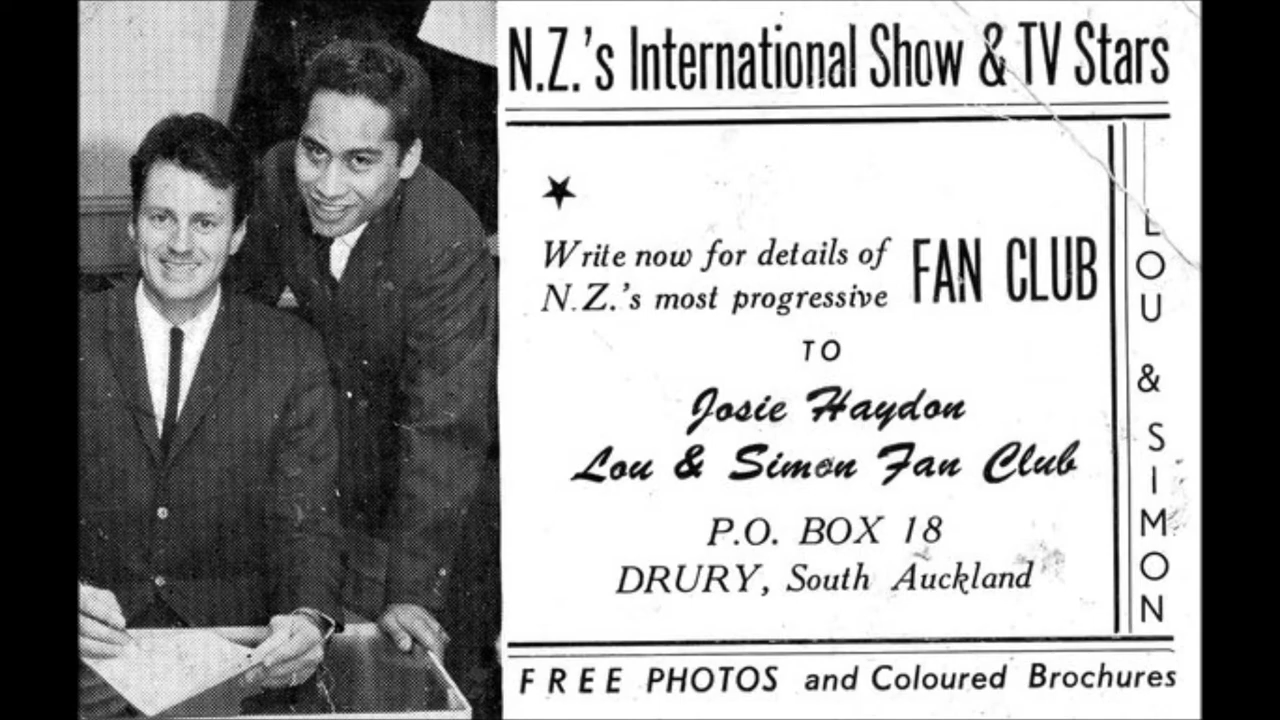 N.Z.'s International Show & TV Stars
★
Write now for details of
N.Z.'s most progressive
FAN CLUB
TO
Josie Haydon
Lou & Simon Fan Club
P.O. BOX 18
DRURY, South Auckland
LOU & SIMON
FREE PHOTOS and Coloured Brochures